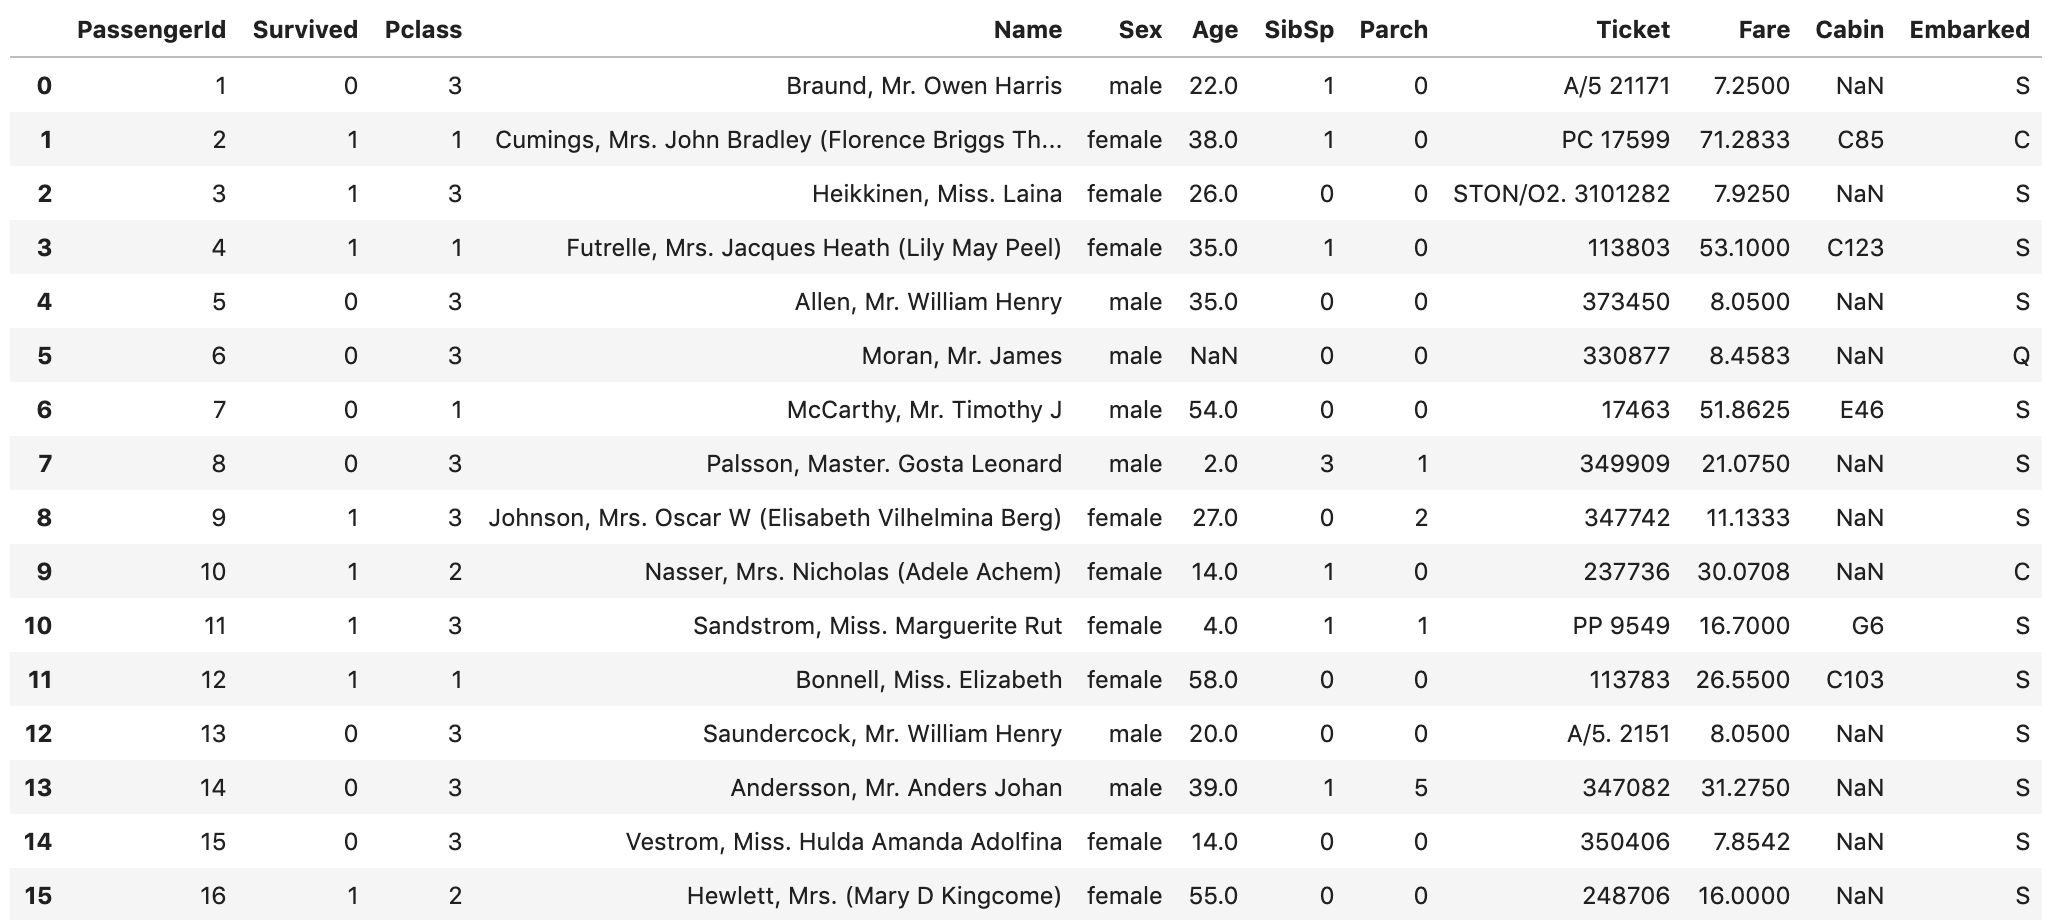 PassengerId Survived Pclass Name Sex Age SibSp Parch Ticket Fare Cabin Embarked
0 1 0 3 Braund, Mr. Owen Harris male 22.0 1 0 A/5 21171 7.2500 NaN S
1 2 1 1 Cumings, Mrs. John Bradley (Florence Briggs Th... female 38.0 1 0 PC 17599 71.2833 C85 C
2 3 1 3 Heikkinen, Miss. Laina female 26.0 0 0 STON/O2. 3101282 7.9250 NaN S
3 4 1 1 Futrelle, Mrs. Jacques Heath (Lily May Peel) female 35.0 1 0 113803 53.1000 C123 S
4 5 0 3 Allen, Mr. William Henry male 35.0 0 0 373450 8.0500 NaN S
5 6 0 3 Moran, Mr. James male NaN 0 0 330877 8.4583 NaN Q
6 7 0 1 McCarthy, Mr. Timothy J male 54.0 0 0 17463 51.8625 E46 S
7 8 0 3 Palsson, Master. Gosta Leonard male 2.0 3 1 349909 21.0750 NaN S
8 9 1 3 Johnson, Mrs. Oscar W (Elisabeth Vilhelmina Berg) female 27.0 0 2 347742 11.1333 NaN S
9 10 1 2 Nasser, Mrs. Nicholas (Adele Achem) female 14.0 1 0 237736 30.0708 NaN C
10 11 1 3 Sandstrom, Miss. Marguerite Rut female 4.0 1 1 PP 9549 16.7000 G6 S
11 12 1 1 Bonnell, Miss. Elizabeth female 58.0 0 0 113783 26.5500 C103 S
12 13 0 3 Saundercock, Mr. William Henry male 20.0 0 0 A/5. 2151 8.0500 NaN S
13 14 0 3 Andersson, Mr. Anders Johan male 39.0 1 5 347082 31.2750 NaN S
14 15 0 3 Vestrom, Miss. Hulda Amanda Adolfina female 14.0 0 0 350406 7.8542 NaN S
15 16 1 2 Hewlett, Mrs. (Mary D Kingcome) female 55.0 0 0 248706 16.0000 NaN S